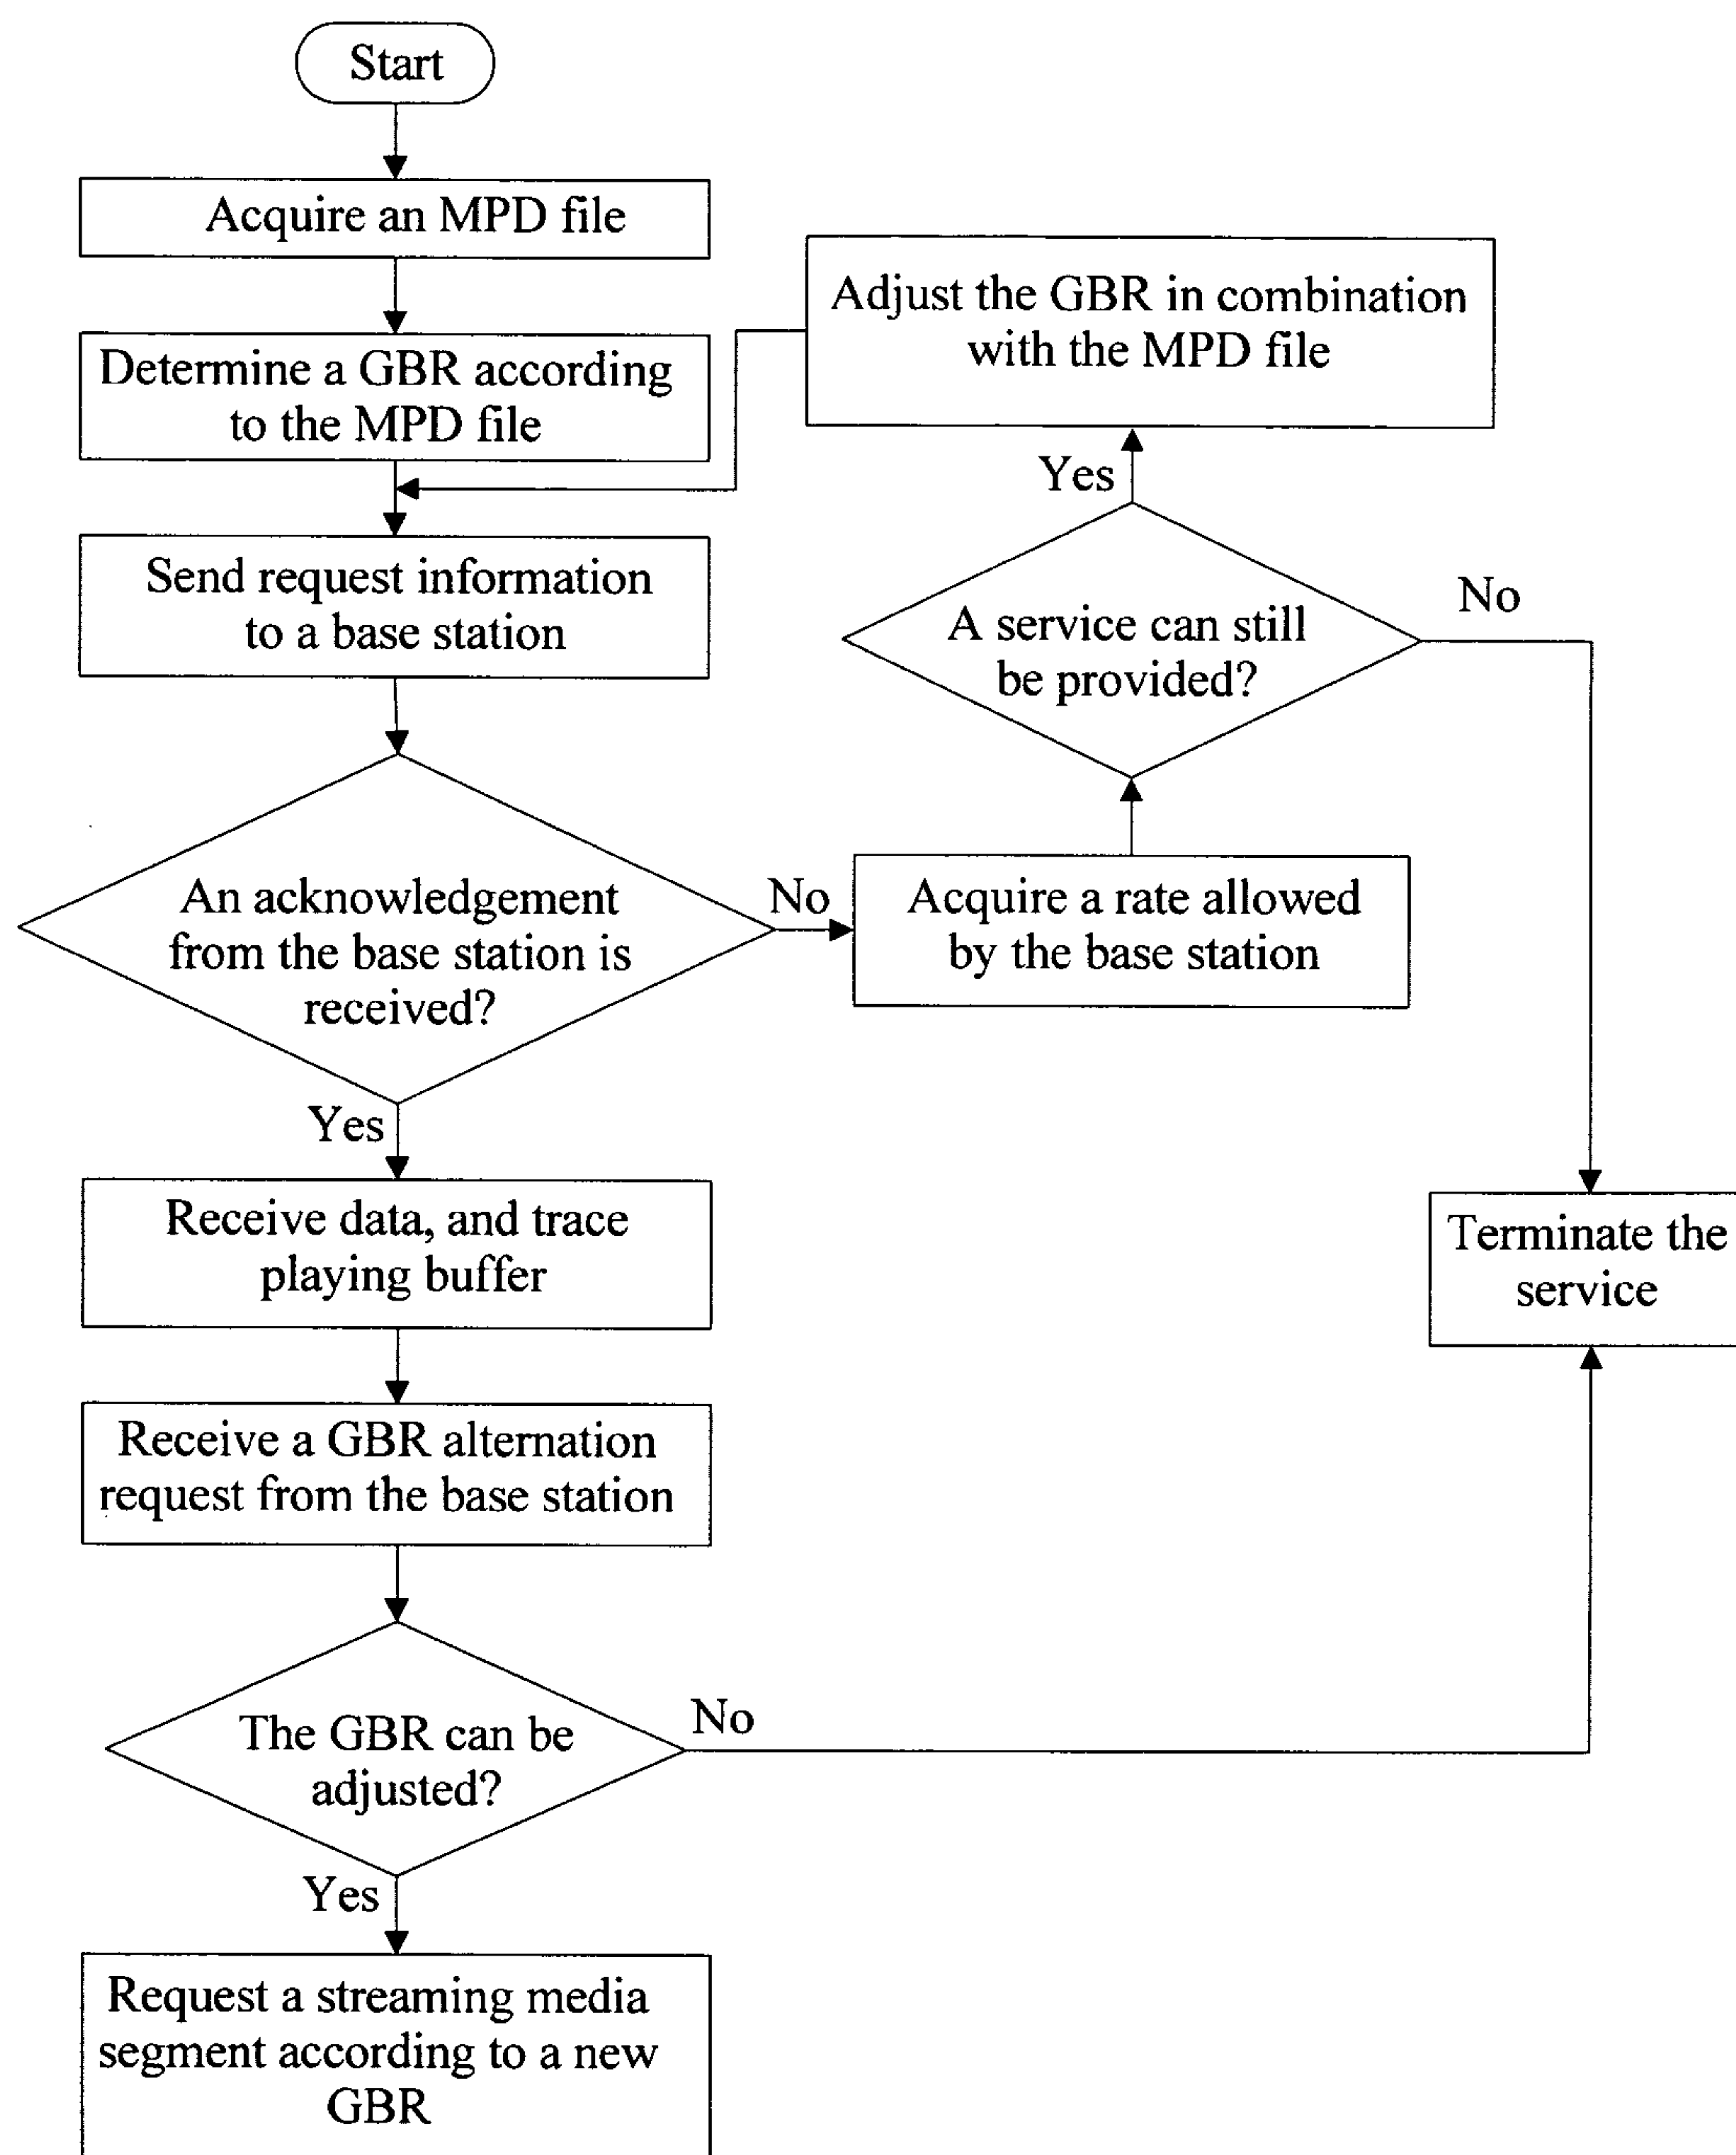 Start
Acquire an MPD file
Determine a GBR according
to the MPD file
Adjust the GBR in combination
with the MPD file
Yes
Send request information
to a base station
A service can still
be provided?
No
An acknowledgement
from the base station is
received?
No
Acquire a rate allowed
by the base station
Yes
Receive data, and trace
playing buffer
Terminate the
service
Receive a GBR alternation
request from the base station
The GBR can be
adjusted?
No
Yes
Request a streaming media
segment according to a new
GBR